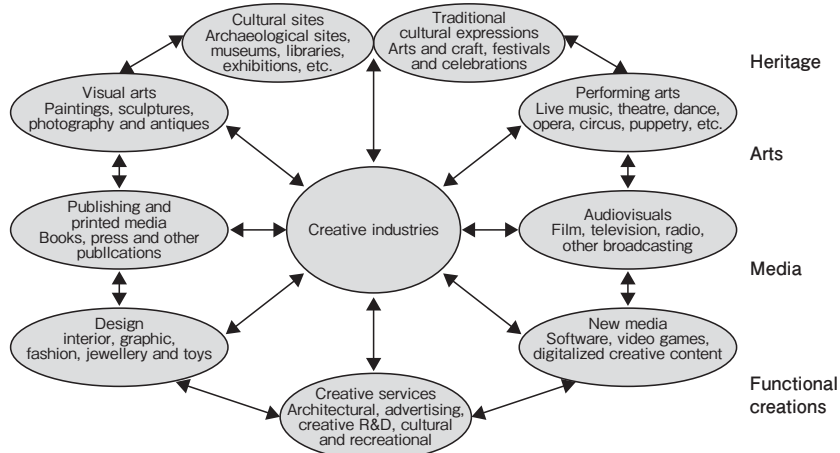 Cultural sites
Archaeological sites,
museums, libraries,
exhibitions, etc.
Traditional
cultural expressions
Arts and craft, festivals
and celebrations
Heritage
Visual arts
Paintings, sculptures,
photography and antiques
Performing arts
Live music, theatre, dance,
opera, circus, puppetry, etc.
Arts
Publishing and
printed media
Books, press and other
publlcations
Creative industries
Audiovisuals
Film, television, radio,
other broadcasting
Media
Design
interior, graphic,
fashion, jewellery and toys
New media
Software, video games,
digitalized creative content
Creative services
Architectural, advertising,
creative R&D, cultural
and recreational
Functional
creations